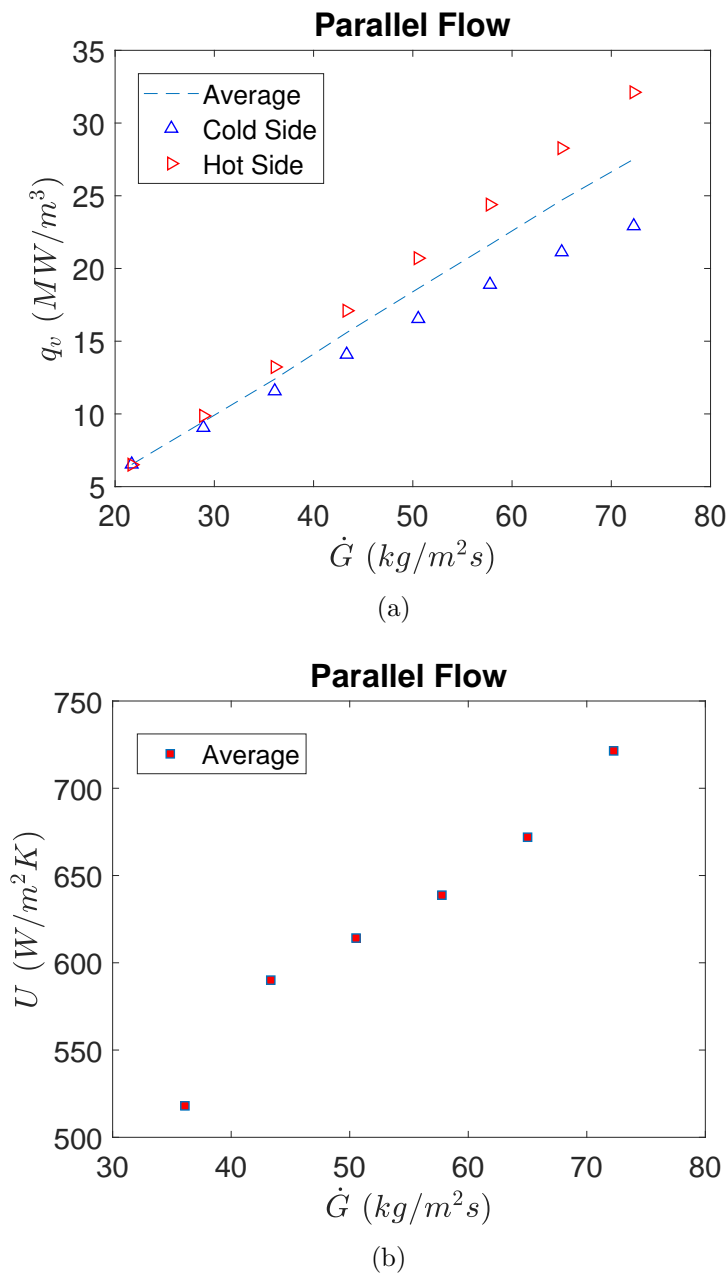 Parallel Flow
35
30
25
20
15
10
5
q_v (MW/m^3)
Average
Cold Side
Hot Side
20 30 40 50 60 70 80
Ġ (kg/m^2s)
(a)
Parallel Flow
750
700
650
600
550
500
U (W/m^2K)
Average
30 40 50 60 70 80
Ġ (kg/m^2s)
(b)